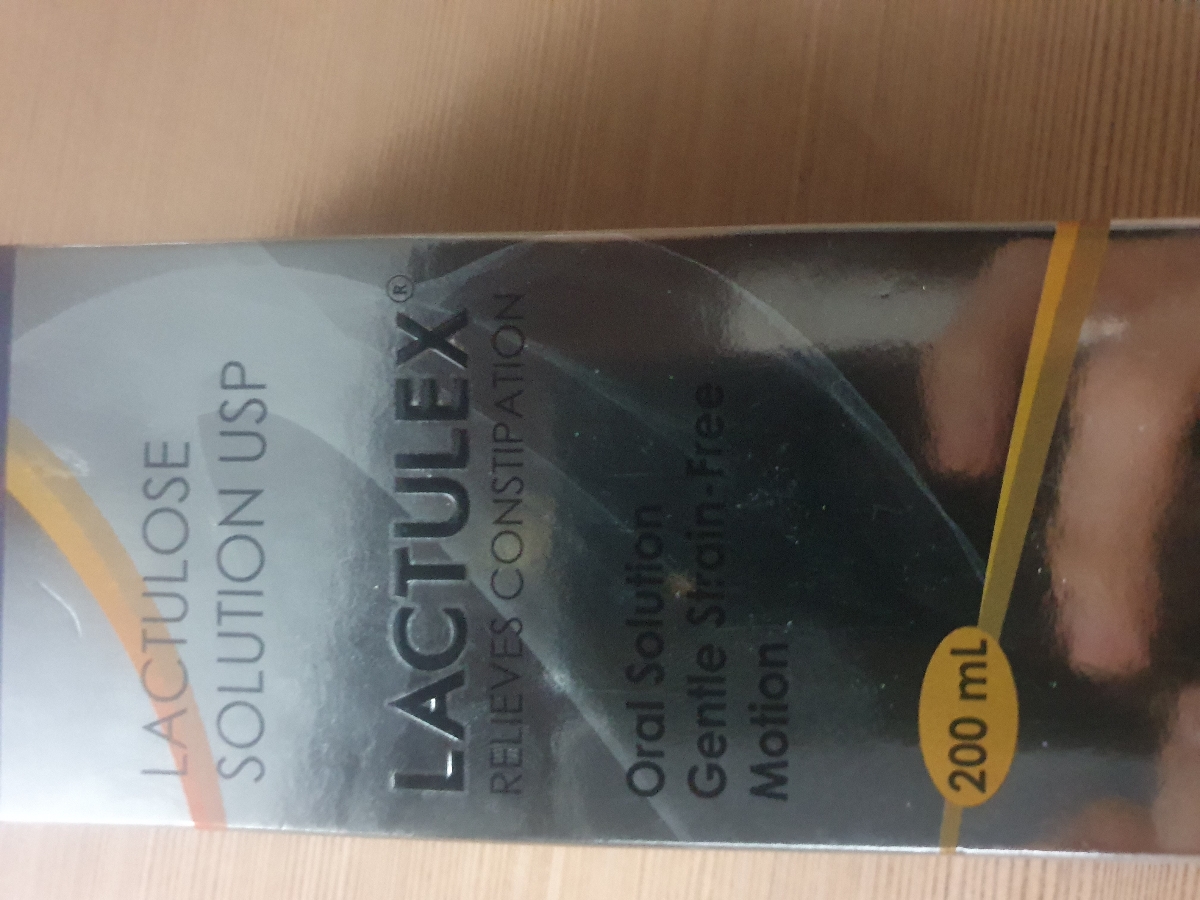 LACTULOSE
SOLUTION USP
LACTULEX®
RELIEVES CONSTIPATION
Oral Solution
Gentle Strain-Free
Motion
200 mL